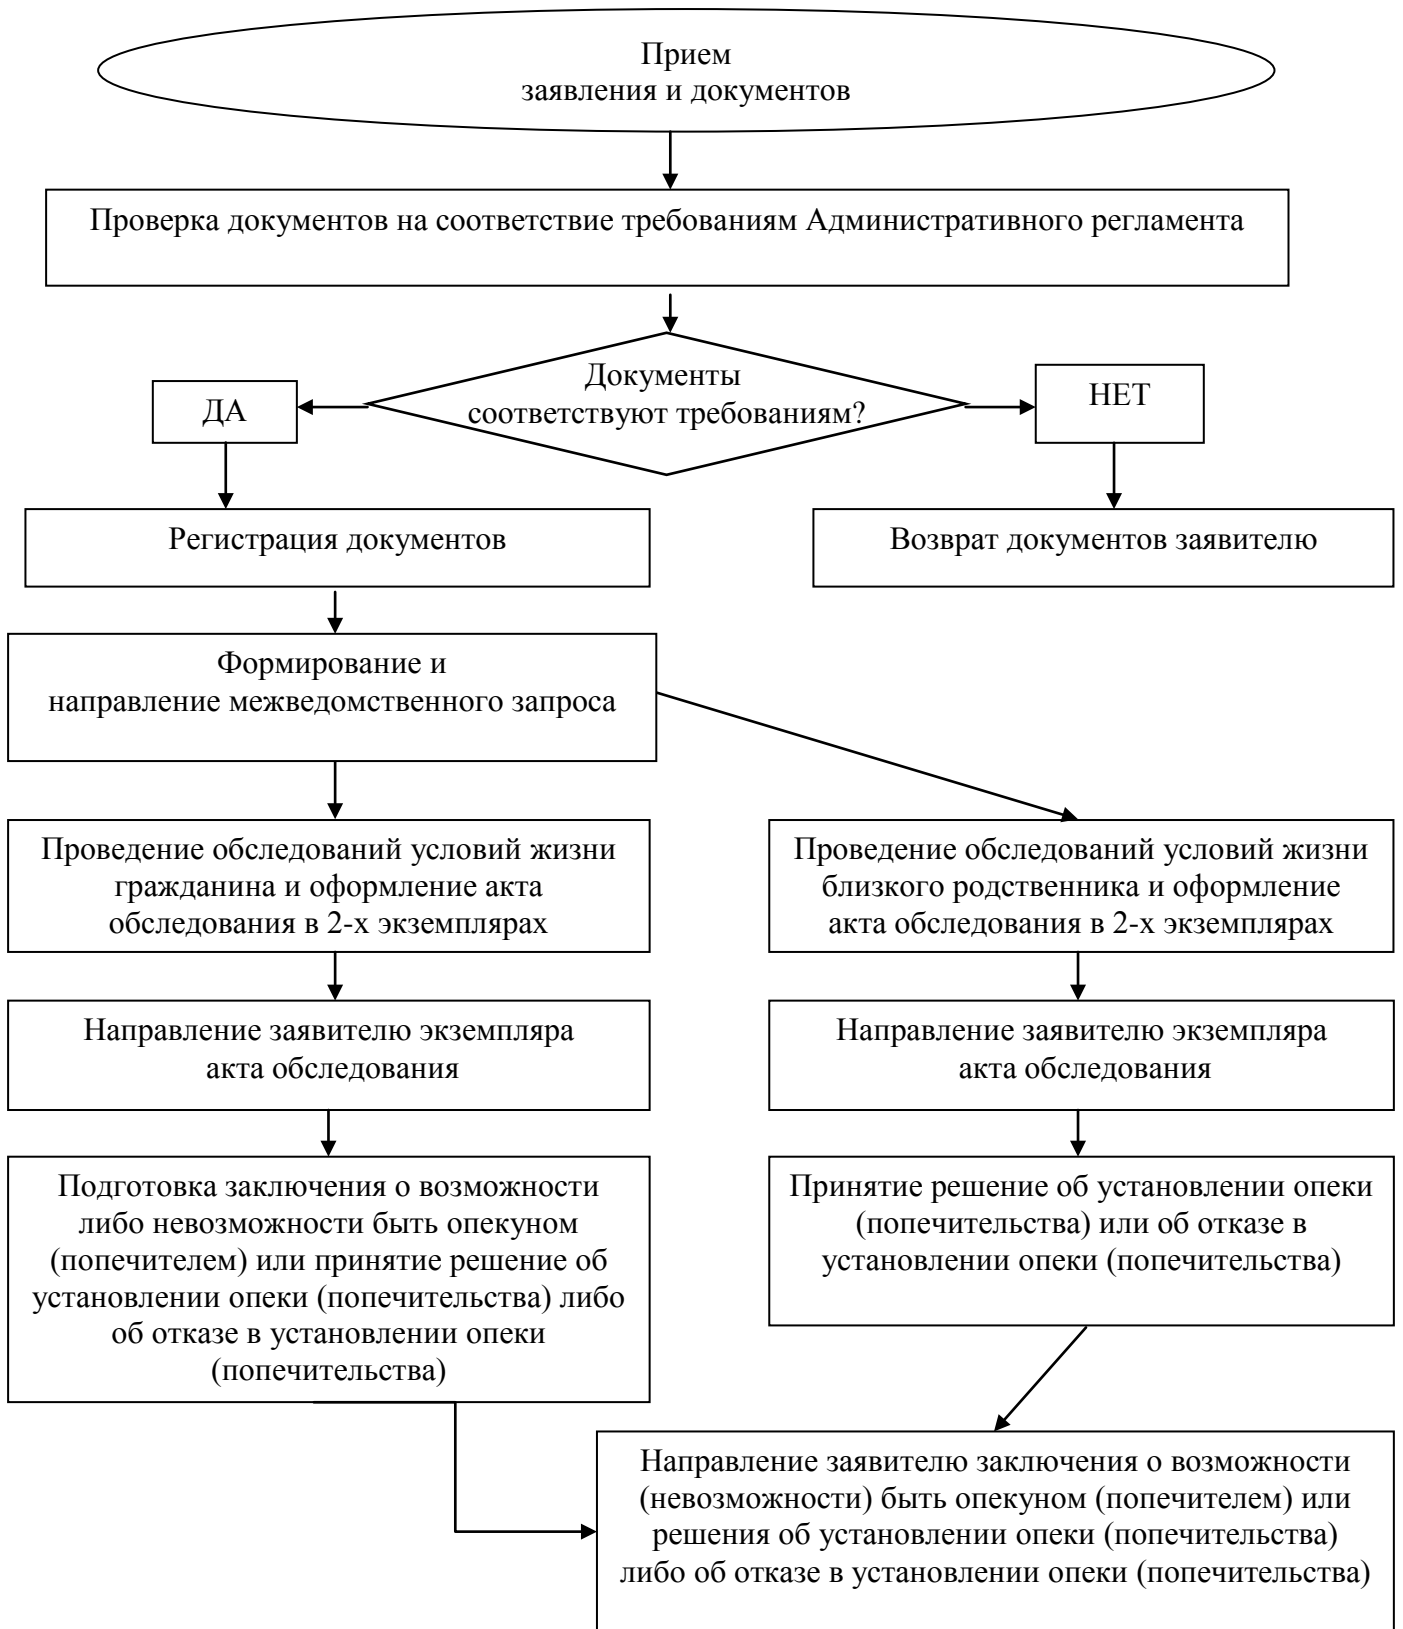 Прием
заявления и документов
Проверка документов на соответствие требованиям Административного регламента
Документы
соответствуют требованиям?
ДА
НЕТ
Регистрация документов
Возврат документов заявителю
Формирование и
направление межведомственного запроса
Проведение обследований условий жизни
гражданина и оформление акта
обследования в 2-х экземплярах
Проведение обследований условий жизни
близкого родственника и оформление
акта обследования в 2-х экземплярах
Направление заявителю экземпляра
акта обследования
Направление заявителю экземпляра
акта обследования
Подготовка заключения о возможности
либо невозможности быть опекуном
(попечителем) или принятие решение об
установлении опеки (попечительства) либо
об отказе в установлении опеки
(попечительства)
Принятие решение об установлении опеки
(попечительства) или об отказе в
установлении опеки (попечительства)
Направление заявителю заключения о возможности
(невозможности) быть опекуном (попечителем) или
решения об установлении опеки (попечительства)
либо об отказе в установлении опеки (попечительства)